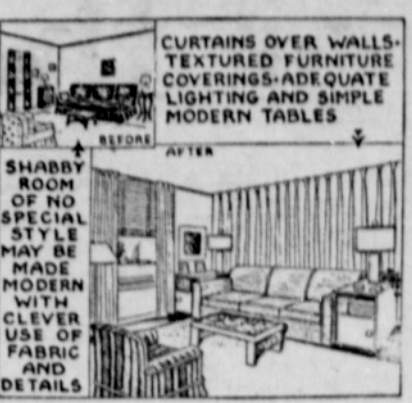 CURTAINS OVER WALLS·
TEXTURED FURNITURE
COVERINGS·ADEQUATE
LIGHTING AND SIMPLE
MODERN TABLES
BEFORE
AFTER
SHABBY
ROOM
OF NO
SPECIAL
STYLE
MAY BE
MADE
MODERN
WITH
CLEVER
USE OF
FABRIC
AND
DETAILS